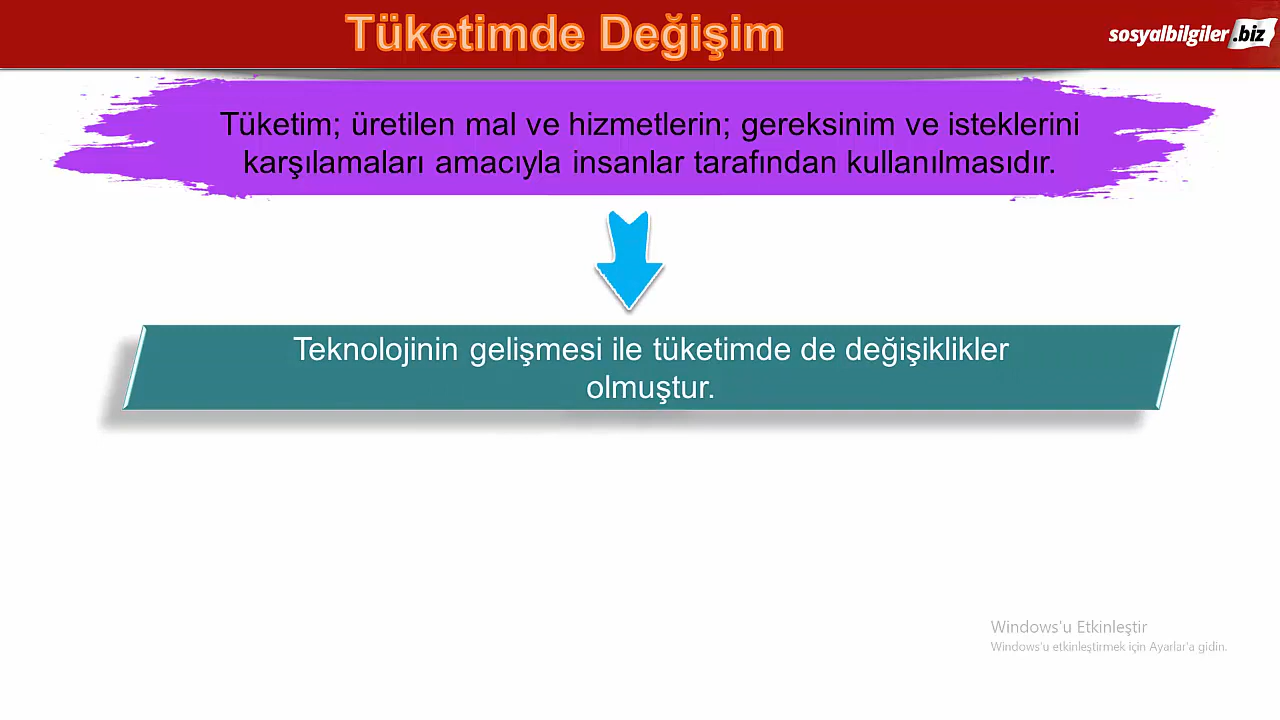 Tüketimde Değişim
sosyalbilgiler.biz
Tüketim; üretilen mal ve hizmetlerin; gereksinim ve isteklerini
karşılamaları amacıyla insanlar tarafından kullanılmasıdır.
Teknolojinin gelişmesi ile tüketimde de değişiklikler
olmuştur.
Windows'u Etkinleştir
Windows'u etkinleştirmek için Ayarlar'a gidin.